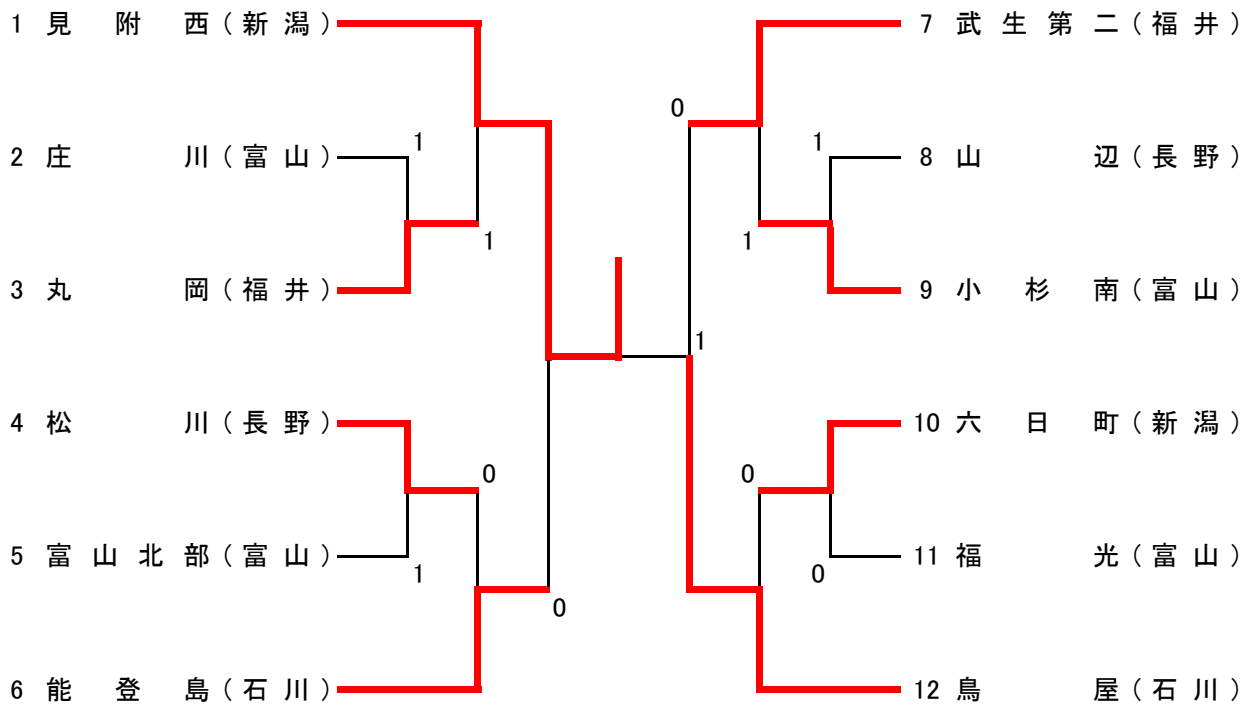 1 見附西(新潟)
7 武生第二(福井)
0
2 庄川(富山)
1
1
8 山辺(長野)
1
1
3 丸岡(福井)
9 小杉南(富山)
1
4 松川(長野)
10 六日町(新潟)
0
0
5 富山北部(富山)
1
0
11 福光(富山)
0
6 能登島(石川)
12 鳥屋(石川)